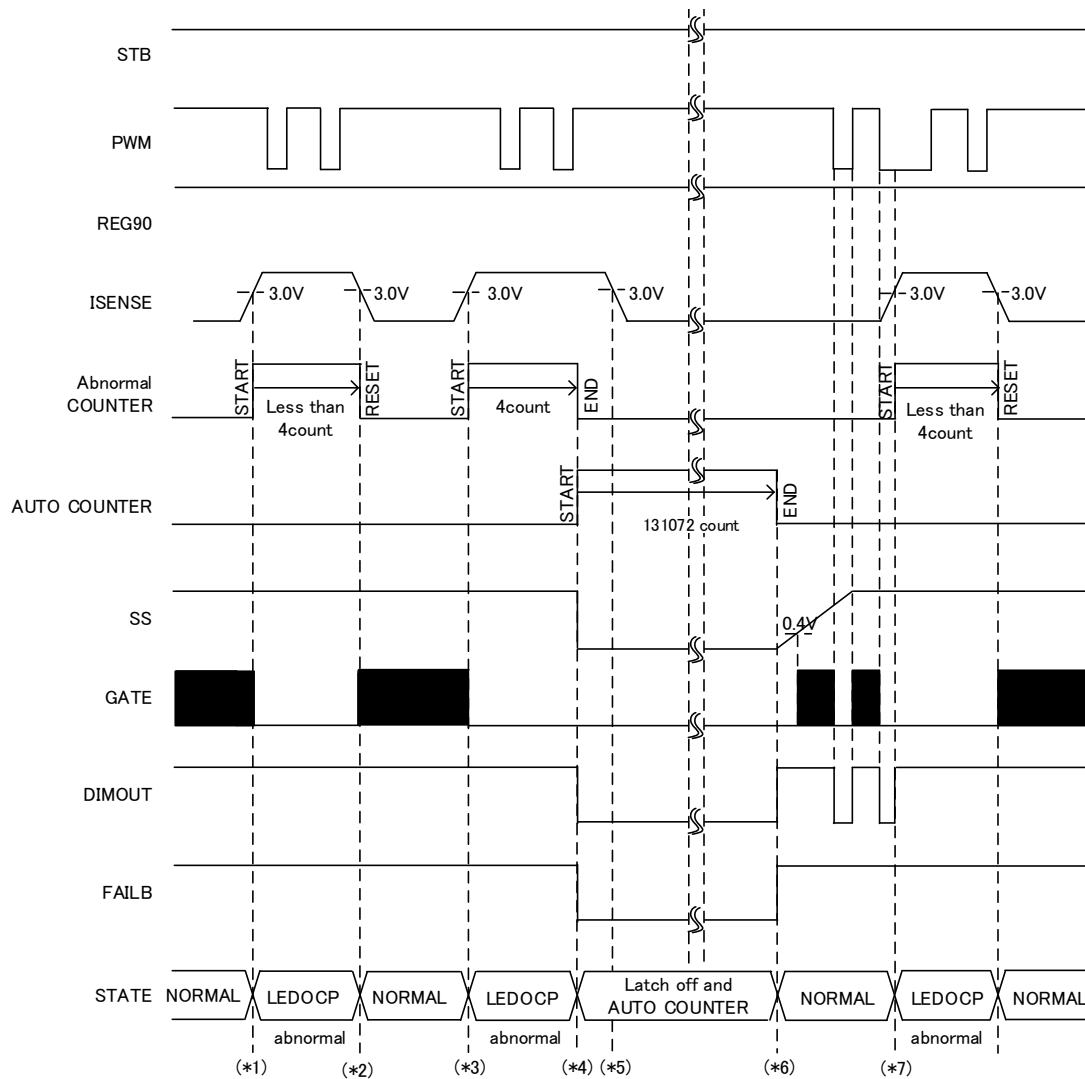 STB
PWM
REG90
ISENSE
3.0V
3.0V
3.0V
3.0V
3.0V
3.0V
Abnormal
COUNTER
START
Less than
4count
RESET
START
4count
END
START
Less than
4count
RESET
AUTO COUNTER
START
131072 count
END
SS
0.4V
GATE
DIMOUT
FAILB
STATE
NORMAL
LEDOCP
NORMAL
LEDOCP
Latch off and
AUTO COUNTER
NORMAL
LEDOCP
NORMAL
abnormal
abnormal
abnormal
(*1)
(*2)
(*3)
(*4)
(*5)
(*6)
(*7)